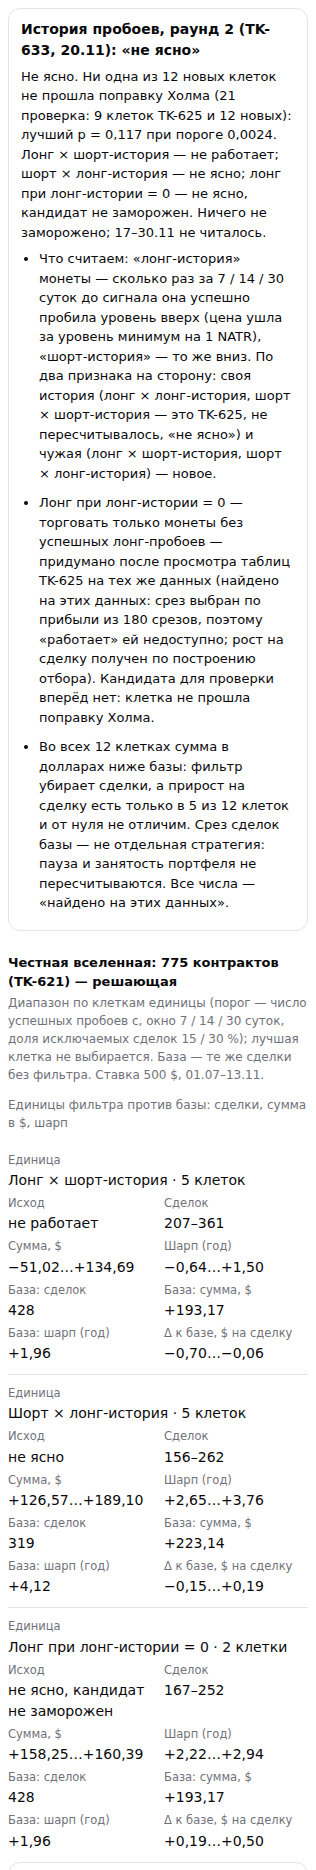 История пробоев, раунд 2 (TK-
633, 20.11): «не ясно»
Не ясно. Ни одна из 12 новых клеток
не прошла поправку Холма (21
проверка: 9 клеток TK-625 и 12 новых):
лучший p = 0,117 при пороге 0,0024.
Лонг × шорт-история — не работает;
шорт × лонг-история — не ясно; лонг
при лонг-истории = 0 — не ясно,
кандидат не заморожен. Ничего не
заморожено; 17–30.11 не читалось.
• Что считаем: «лонг-история»
монеты — сколько раз за 7 / 14 / 30
суток до сигнала она успешно
пробила уровень вверх (цена ушла
за уровень минимум на 1 NATR),
«шорт-история» — то же вниз. По
два признака на сторону: своя
история (лонг × лонг-история, шорт
× шорт-история — это TK-625, не
пересчитывалось, «не ясно») и
чужая (лонг × шорт-история, шорт
× лонг-история) — новое.
• Лонг при лонг-истории = 0 —
торговать только монеты без
успешных лонг-пробоев —
придумано после просмотра таблиц
TK-625 на тех же данных (найдено
на этих данных: срез выбран по
прибыли из 180 срезов, поэтому
«работает» ей недоступно; рост на
сделку получен по построению
отбора). Кандидата для проверки
вперёд нет: клетка не прошла
поправку Холма.
• Во всех 12 клетках сумма в
долларах ниже базы: фильтр
убирает сделки, а прирост на
сделку есть только в 5 из 12 клеток
и от нуля не отличим. Срез сделок
базы — не отдельная стратегия:
пауза и занятость портфеля не
пересчитываются. Все числа —
«найдено на этих данных».
Честная вселенная: 775 контрактов
(TK-621) — решающая
Диапазон по клеткам единицы (порог — число
успешных пробоев с, окно 7 / 14 / 30 суток,
доля исключаемых сделок 15 / 30 %); лучшая
клетка не выбирается. База — те же сделки
без фильтра. Ставка 500 $, 01.07–13.11.
Единицы фильтра против базы: сделки, сумма
в $, шарп
Единица
Лонг × шорт-история · 5 клеток
Исход Сделок
не работает 207–361
Сумма, $ Шарп (год)
−51,02…+134,69 −0,64…+1,50
База: сделок База: сумма, $
428 +193,17
База: шарп (год) Δ к базе, $ на сделку
+1,96 −0,70…−0,06
Единица
Шорт × лонг-история · 5 клеток
Исход Сделок
не ясно 156–262
Сумма, $ Шарп (год)
+126,57…+189,10 +2,65…+3,76
База: сделок База: сумма, $
319 +223,14
База: шарп (год) Δ к базе, $ на сделку
+4,12 −0,15…+0,19
Единица
Лонг при лонг-истории = 0 · 2 клетки
Исход Сделок
не ясно, кандидат 167–252
не заморожен
Сумма, $ Шарп (год)
+158,25…+160,39 +2,22…+2,94
База: сделок База: сумма, $
428 +193,17
База: шарп (год) Δ к базе, $ на сделку
+1,96 +0,19…+0,50